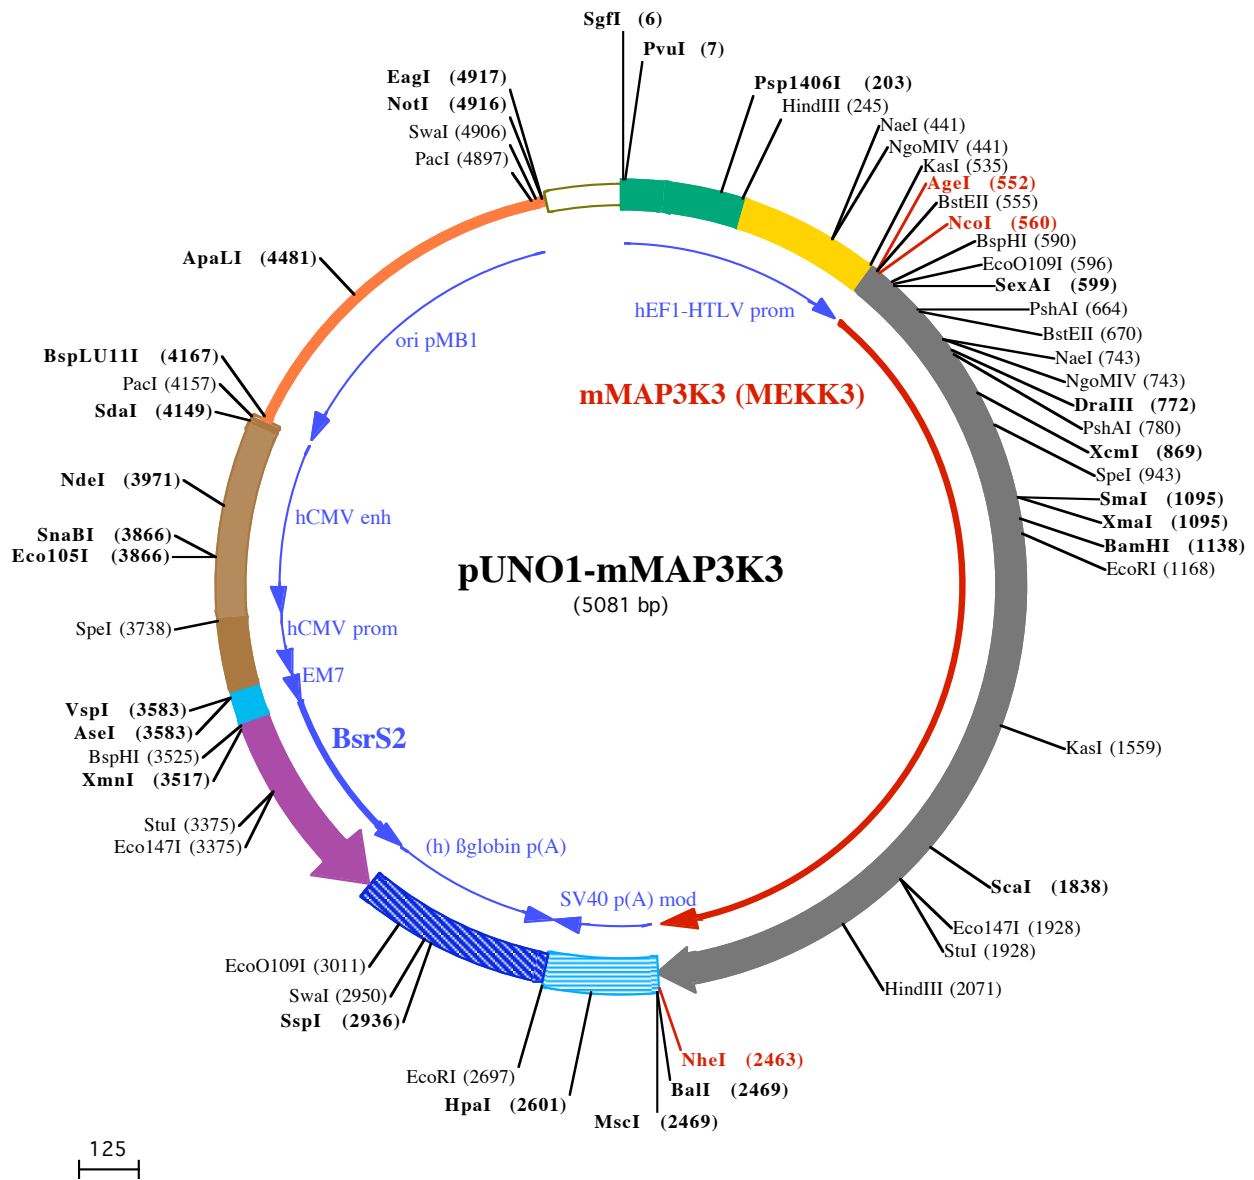 SgfI (6)
PvuI (7)
EagI (4917)
NotI (4916)
SwaI (4906)
PacI (4897)
Psp1406I (203)
HindIII (245)
NaeI (441)
NgoMIV (441)
KasI (535)
AgeI (552)
BstEII (555)
NcoI (560)
BspHI (590)
EcoO109I (596)
SexAI (599)
PshAI (664)
BstEII (670)
NaeI (743)
NgoMIV (743)
DraIII (772)
PshAI (780)
XcmI (869)
SpeI (943)
SmaI (1095)
XmaI (1095)
BamHI (1138)
EcoRI (1168)
KasI (1559)
ScaI (1838)
Eco147I (1928)
StuI (1928)
HindIII (2071)
NheI (2463)
BalI (2469)
MscI (2469)
HpaI (2601)
EcoRI (2697)
SspI (2936)
SwaI (2950)
EcoO109I (3011)
Eco147I (3375)
StuI (3375)
XmnI (3517)
BspHI (3525)
AseI (3583)
VspI (3583)
SpeI (3738)
Eco105I (3866)
SnaBI (3866)
NdeI (3971)
SdaI (4149)
PacI (4157)
BspLU11I (4167)
ApaLI (4481)
hEF1-HTLV prom
ori pMB1
mMAP3K3 (MEKK3)
hCMV enh
pUNO1-mMAP3K3
(5081 bp)
hCMV prom
EM7
BsrS2
(h) ßglobin p(A)
SV40 p(A) mod
125